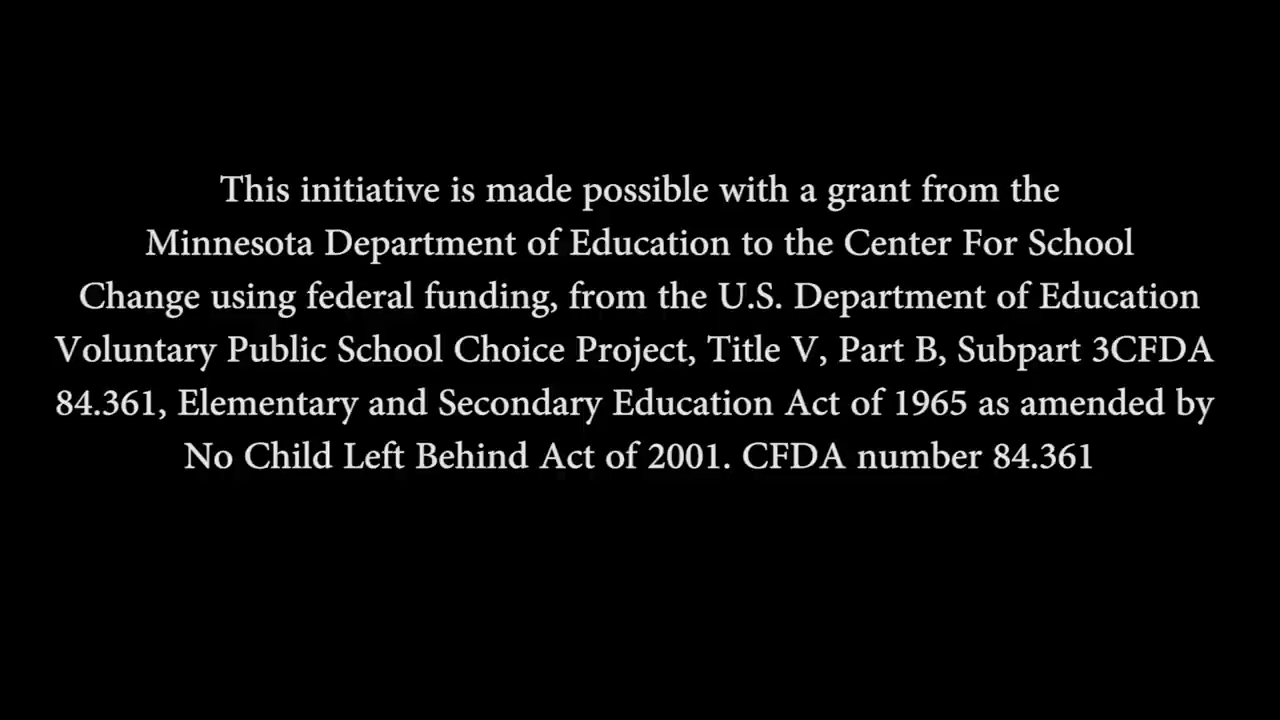 This initiative is made possible with a grant from the
Minnesota Department of Education to the Center For School
Change using federal funding, from the U.S. Department of Education
Voluntary Public School Choice Project, Title V, Part B, Subpart 3CFDA
84.361, Elementary and Secondary Education Act of 1965 as amended by
No Child Left Behind Act of 2001. CFDA number 84.361